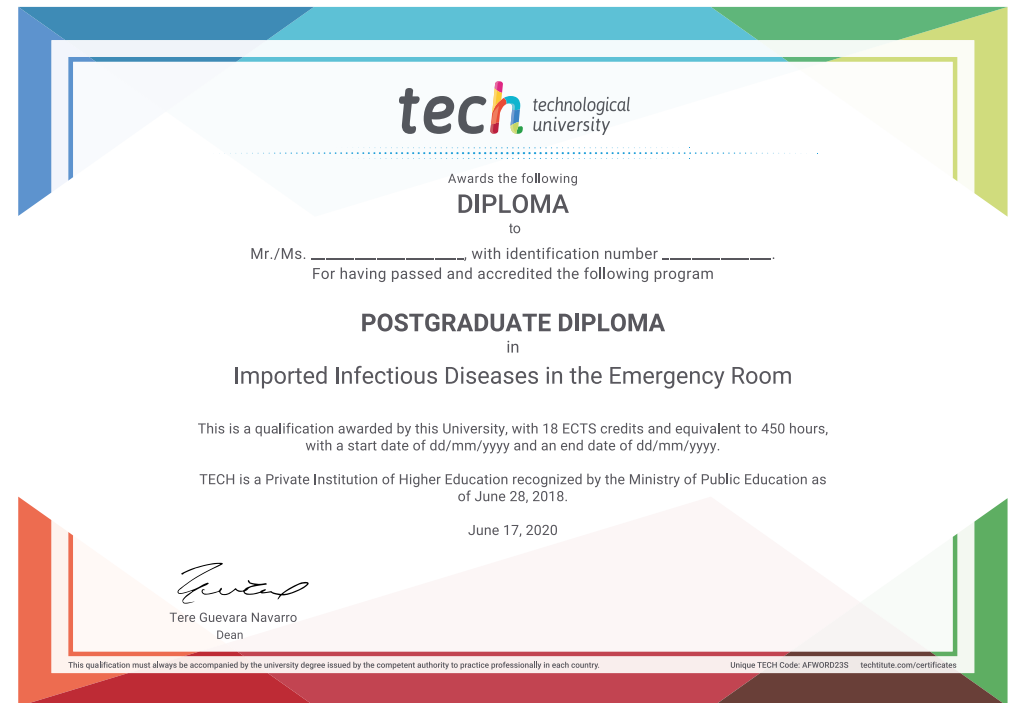 tech technological
university
Awards the following
DIPLOMA
to
Mr./Ms. ____________________, with identification number ______________.
For having passed and accredited the following program
POSTGRADUATE DIPLOMA
in
Imported Infectious Diseases in the Emergency Room
This is a qualification awarded by this University, with 18 ECTS credits and equivalent to 450 hours,
with a start date of dd/mm/yyyy and an end date of dd/mm/yyyy.
TECH is a Private Institution of Higher Education recognized by the Ministry of Public Education as
of June 28, 2018.
June 17, 2020
Tere Guevara Navarro
Dean
This qualification must always be accompanied by the university degree issued by the competent authority to practice professionally in each country.
Unique TECH Code: AFWORD23S techtitute.com/certificates